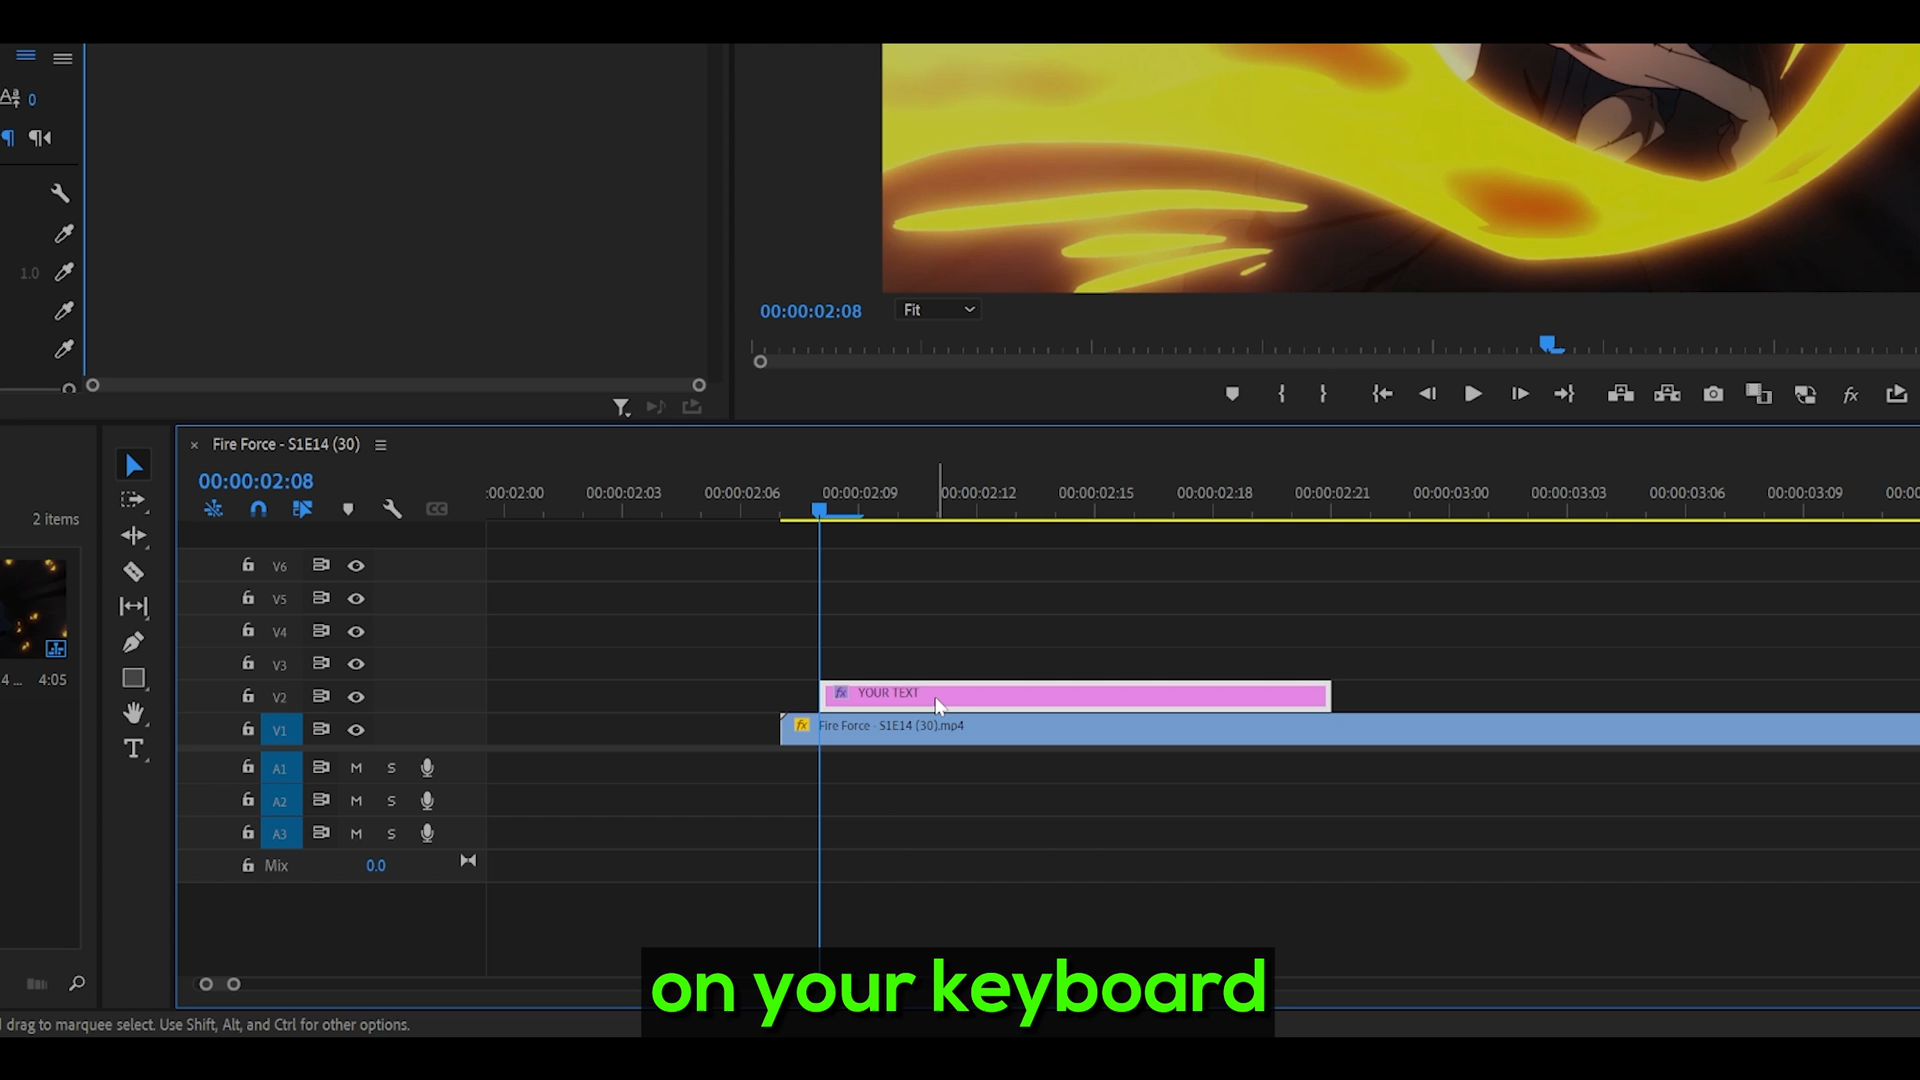 0
1.0
00:00:02:08
Fit
Fire Force - S1E14 (30)
00:00:02:08
:00:02:00 00:00:02:03 00:00:02:06 00:00:02:09 00:00:02:12 00:00:02:15 00:00:02:18 00:00:02:21 00:00:03:00 00:00:03:03 00:00:03:06 00:00:03:09 00:00
CC
2 items
V6
V5
V4
V3
V2
YOUR TEXT
V1
Fire Force - S1E14 (30).mp4
4 ... 4:05
A1 M S
A2 M S
A3 M S
Mix 0.0
on your keyboard
drag to marquee select. Use Shift, Alt, and Ctrl for other options.